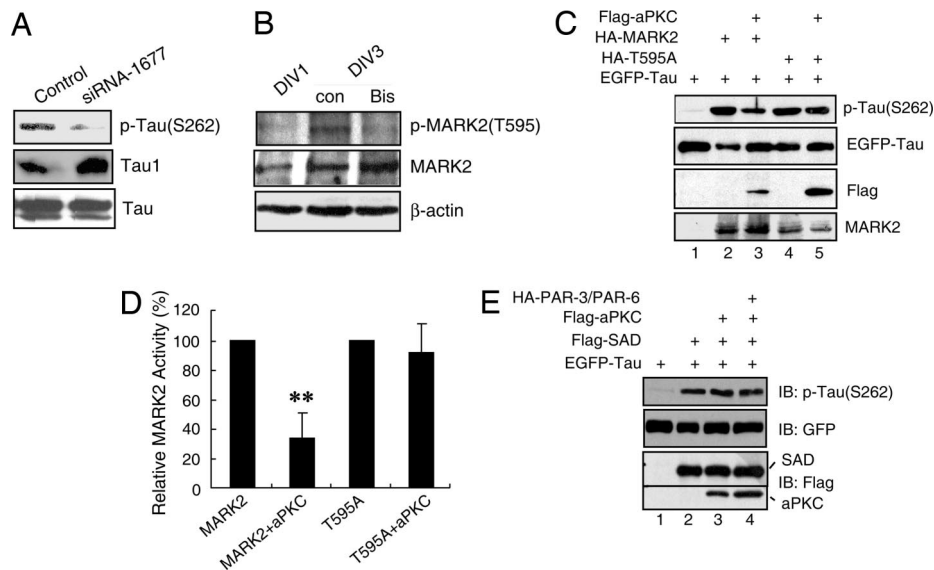 A
Control
siRNA-1677
p-Tau(S262)
Tau1
Tau
B
DIV1
DIV3
con
Bis
p-MARK2(T595)
MARK2
β-actin
C
Flag-aPKC + +
HA-MARK2 + +
HA-T595A + +
EGFP-Tau + + + + +
p-Tau(S262)
EGFP-Tau
Flag
MARK2
1 2 3 4 5
D
Relative MARK2 Activity (%)
120
100
80
60
40
20
0
**
MARK2
MARK2+aPKC
T595A
T595A+aPKC
E
HA-PAR-3/PAR-6 +
Flag-aPKC + +
Flag-SAD + + +
EGFP-Tau + + + +
IB: p-Tau(S262)
IB: GFP
SAD
IB: Flag
aPKC
1 2 3 4